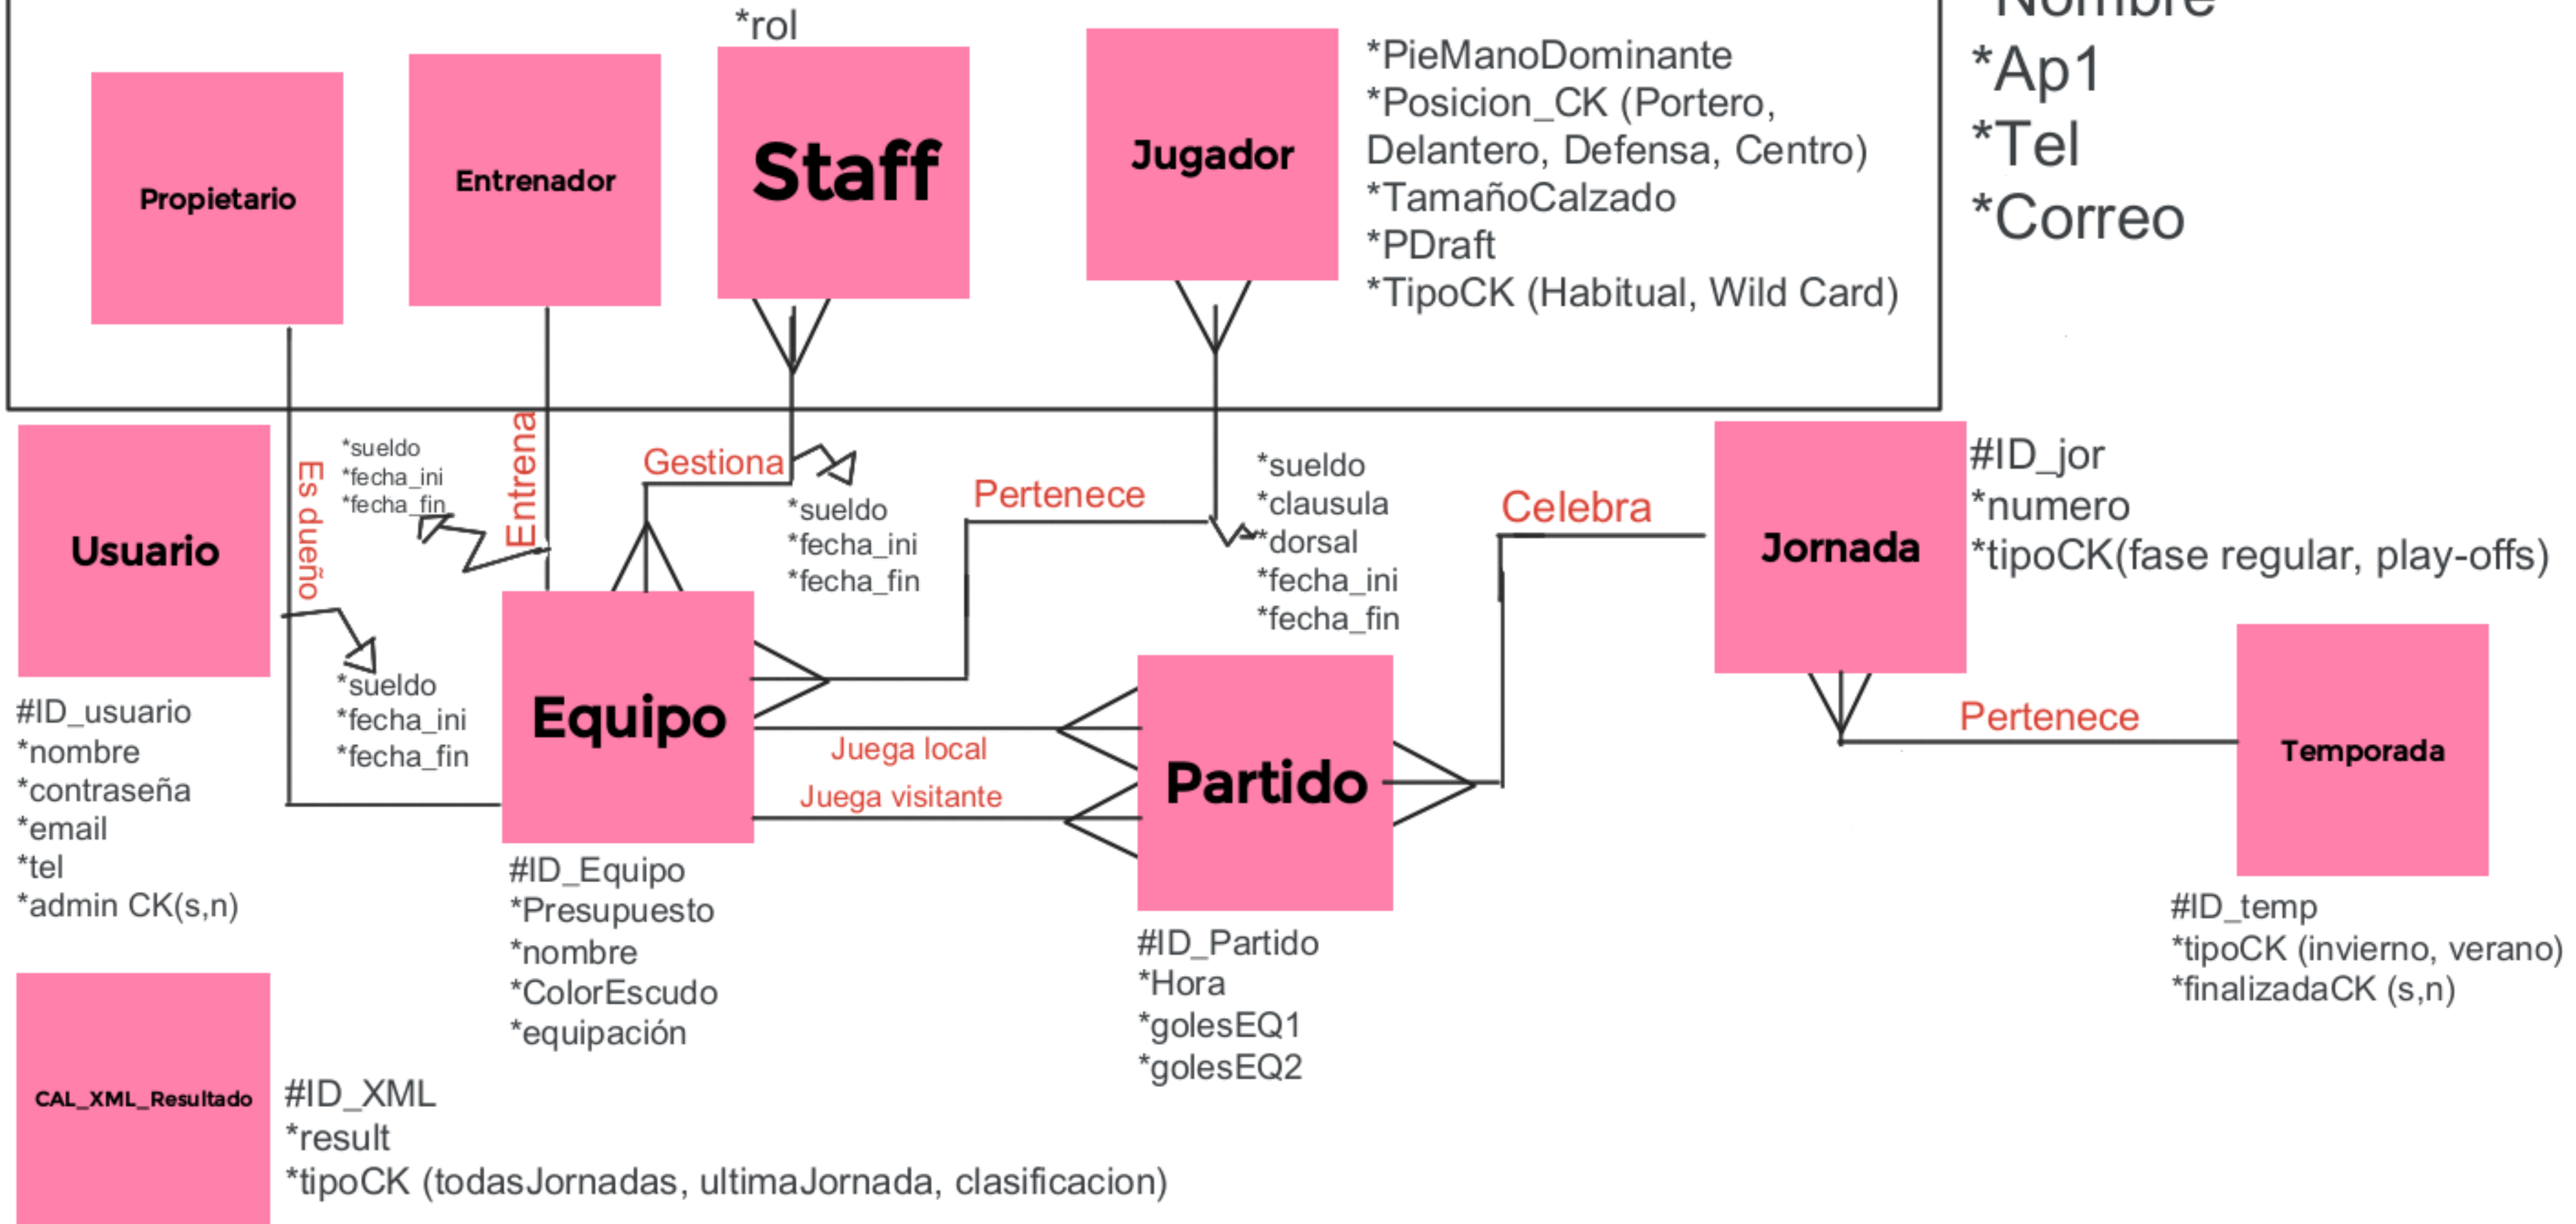 *rol
*Nombre
*Ap1
*Tel
*Correo
Propietario
Entrenador
Staff
Jugador
*PieManoDominante
*Posicion_CK (Portero,
Delantero, Defensa, Centro)
*TamañoCalzado
*PDraft
*TipoCK (Habitual, Wild Card)
Usuario
#ID_usuario
*nombre
*contraseña
*email
*tel
*admin CK(s,n)
Es dueño
*sueldo
*fecha_ini
*fecha_fin
*sueldo
*fecha_ini
*fecha_fin
Entrena
Gestiona
*sueldo
*fecha_ini
*fecha_fin
Pertenece
*sueldo
*clausula
*dorsal
*fecha_ini
*fecha_fin
Celebra
Jornada
#ID_jor
*numero
*tipoCK(fase regular, play-offs)
Equipo
#ID_Equipo
*Presupuesto
*nombre
*ColorEscudo
*equipación
Juega local
Juega visitante
Partido
#ID_Partido
*Hora
*golesEQ1
*golesEQ2
Pertenece
Temporada
#ID_temp
*tipoCK (invierno, verano)
*finalizadaCK (s,n)
CAL_XML_Resultado
#ID_XML
*result
*tipoCK (todasJornadas, ultimaJornada, clasificacion)